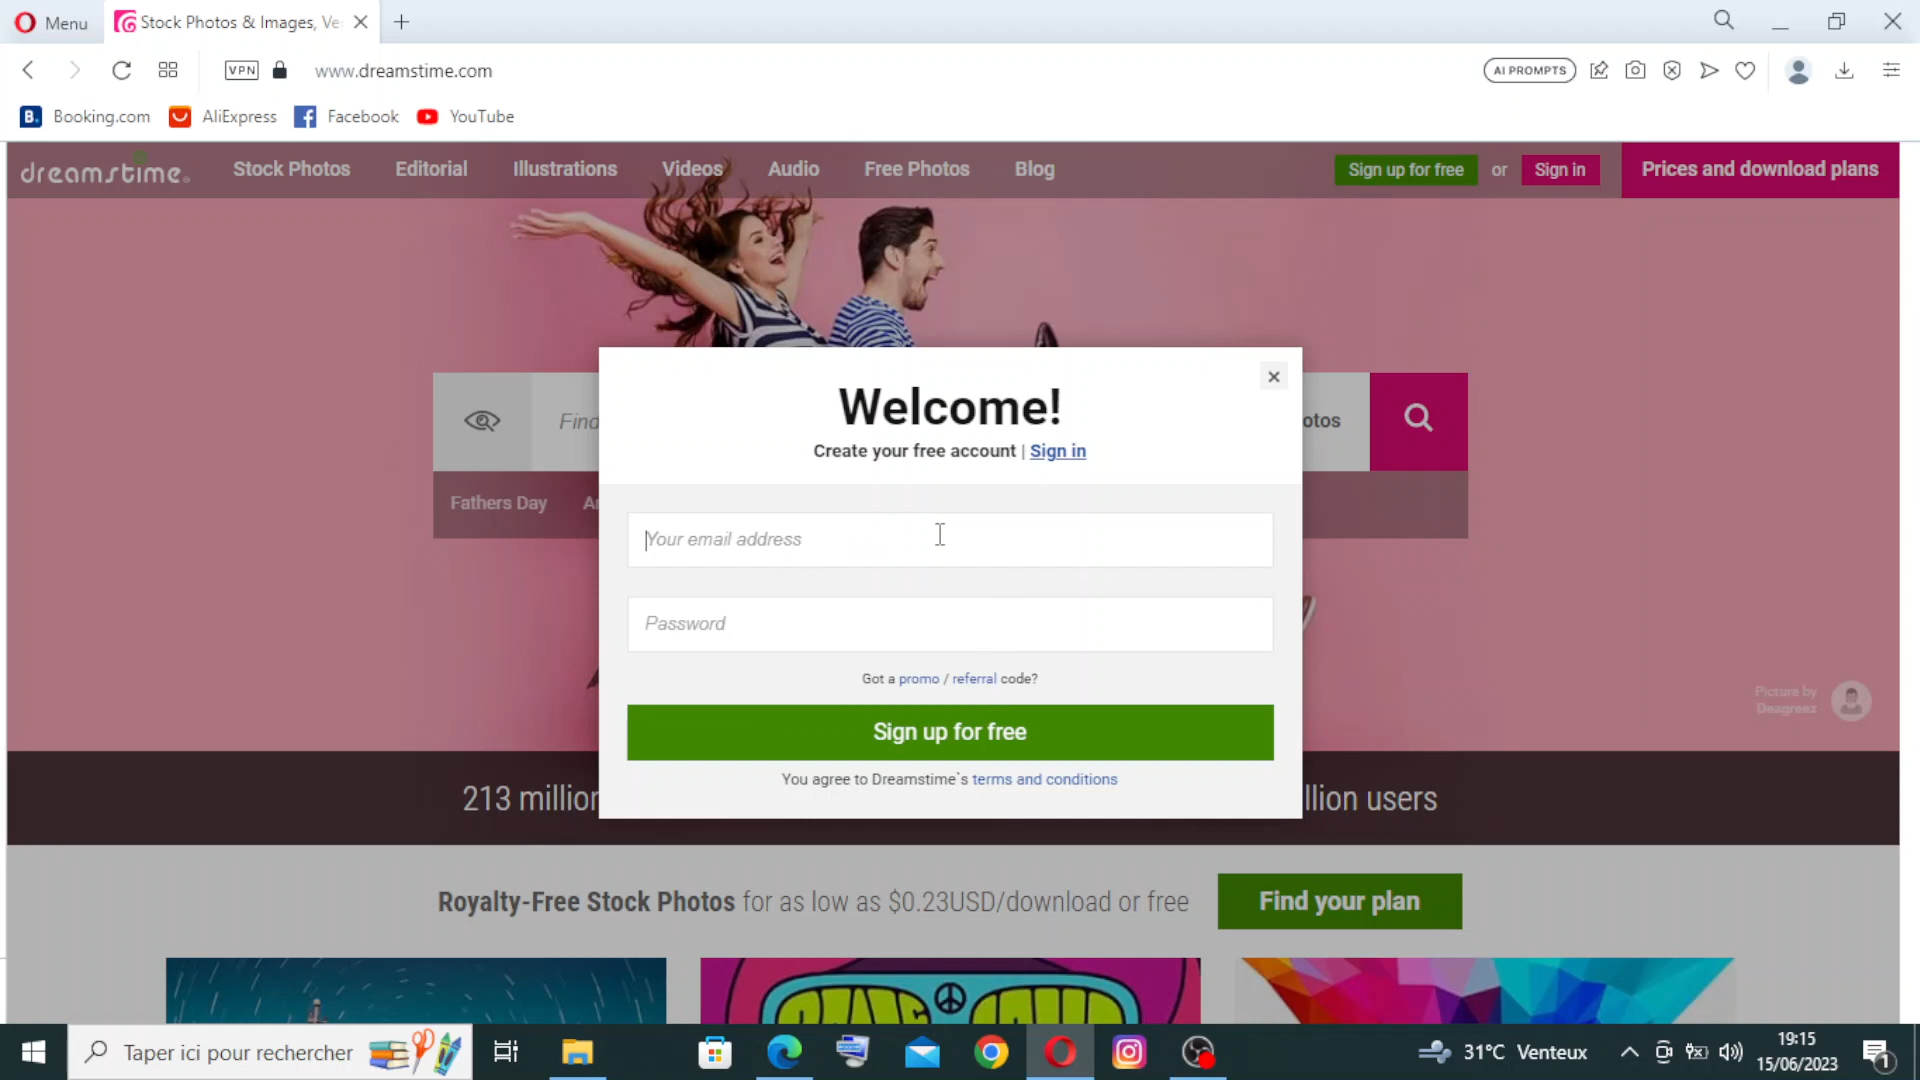 Menu
Stock Photos & Images, Ve
VPN
www.dreamstime.com
AI PROMPTS
B. Booking.com AliExpress Facebook YouTube
dreamstime.
Stock Photos Editorial Illustrations Videos Audio Free Photos Blog
Sign up for free or Sign in
Prices and download plans
Welcome!
Create your free account | Sign in
Find
otos
Fathers Day
Your email address
Password
Got a promo / referral code?
Sign up for free
You agree to Dreamstime`s terms and conditions
Picture by
Deagreez
213 million
llion users
Royalty-Free Stock Photos for as low as $0.23USD/download or free
Find your plan
Taper ici pour rechercher
31°C Venteux
19:15
15/06/2023
1